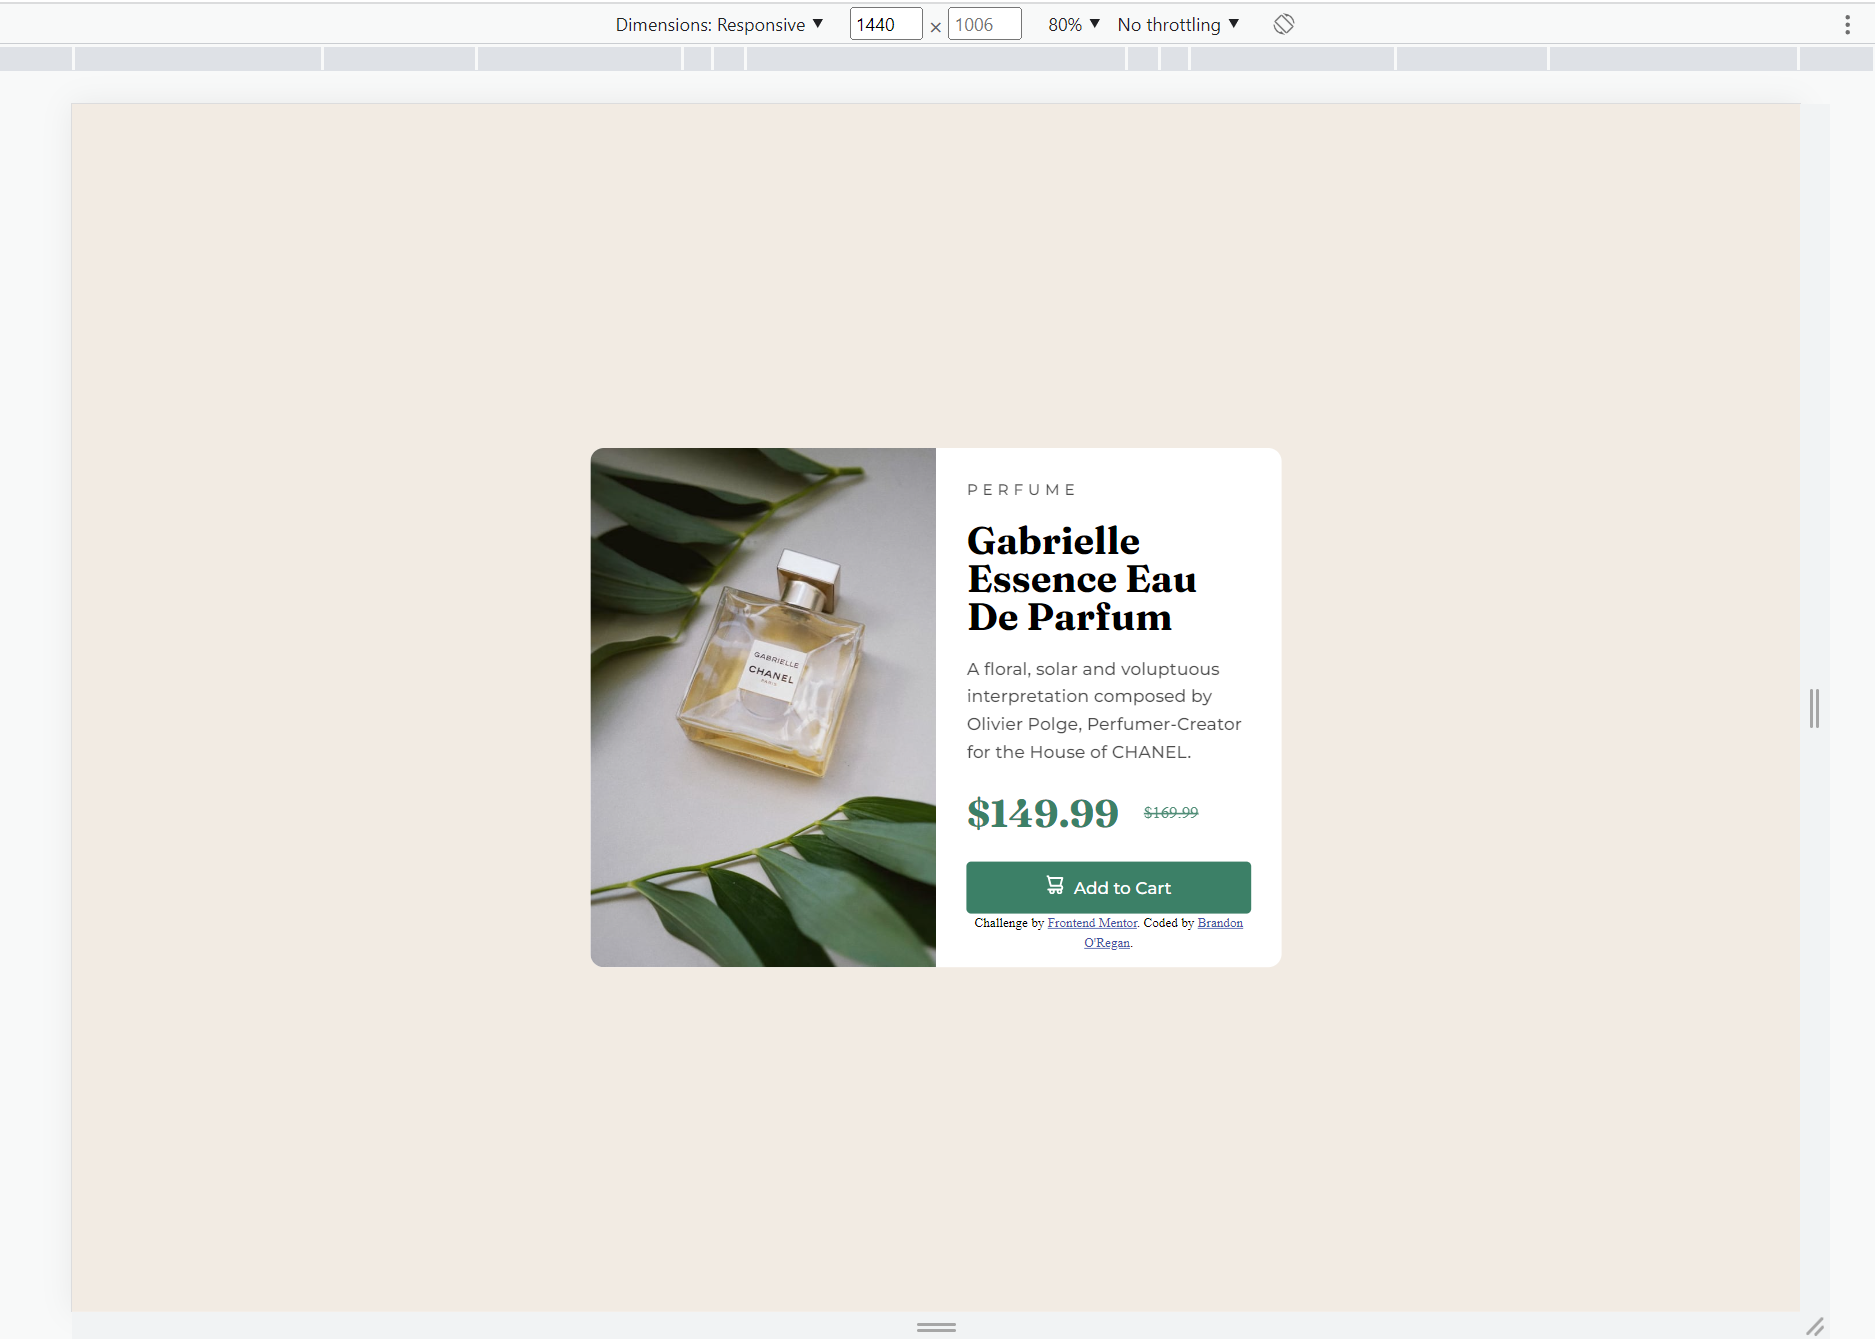 Dimensions: Responsive ▼ 1440 × 1006 80% ▼ No throttling ▼
PERFUME
Gabrielle
Essence Eau
De Parfum
A floral, solar and voluptuous
interpretation composed by
Olivier Polge, Perfumer-Creator
for the House of CHANEL.
$149.99 $169.99
Add to Cart
Challenge by Frontend Mentor. Coded by Brandon
O'Regan.
GABRIELLE
CHANEL
PARIS